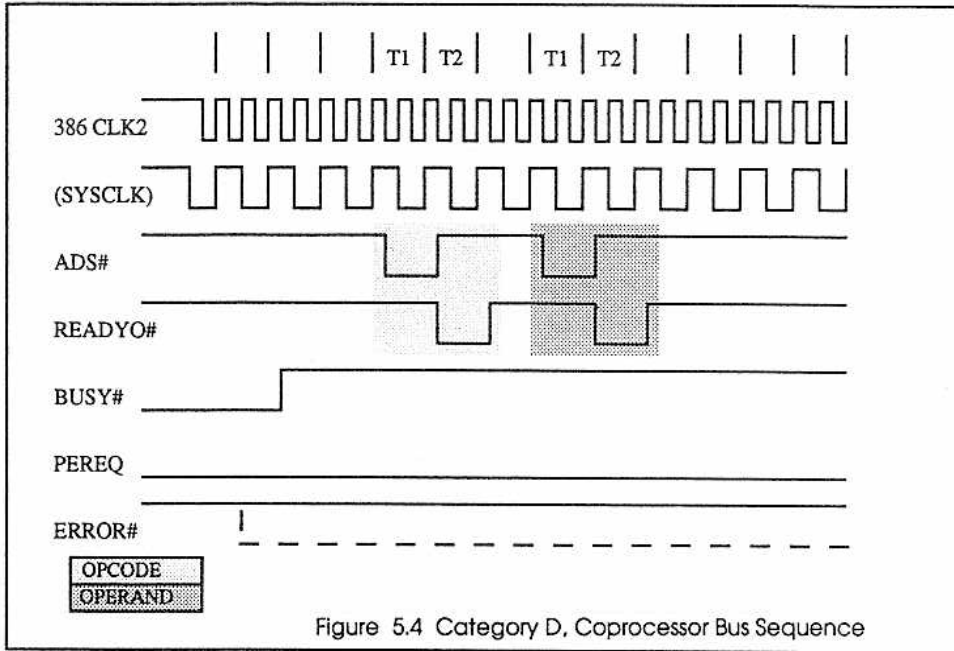 T1 T2 T1 T2
386 CLK2
(SYSCLK)
ADS#
READYO#
BUSY#
PEREQ
ERROR#
OPCODE
OPERAND
Figure 5.4 Category D, Coprocessor Bus Sequence